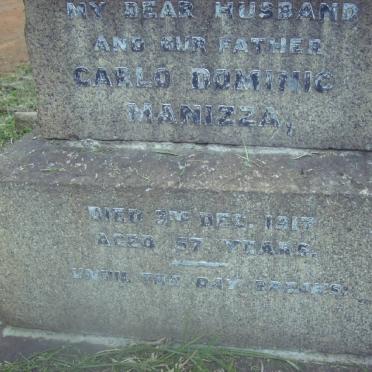 MY DEAR HUSBAND
AND OUR FATHER
CARLO DOMINIC
MANIZZA,
DIED 3RD DEC. 1917
AGED 57 YEARS.
UNTIL THE DAY BREAKS.